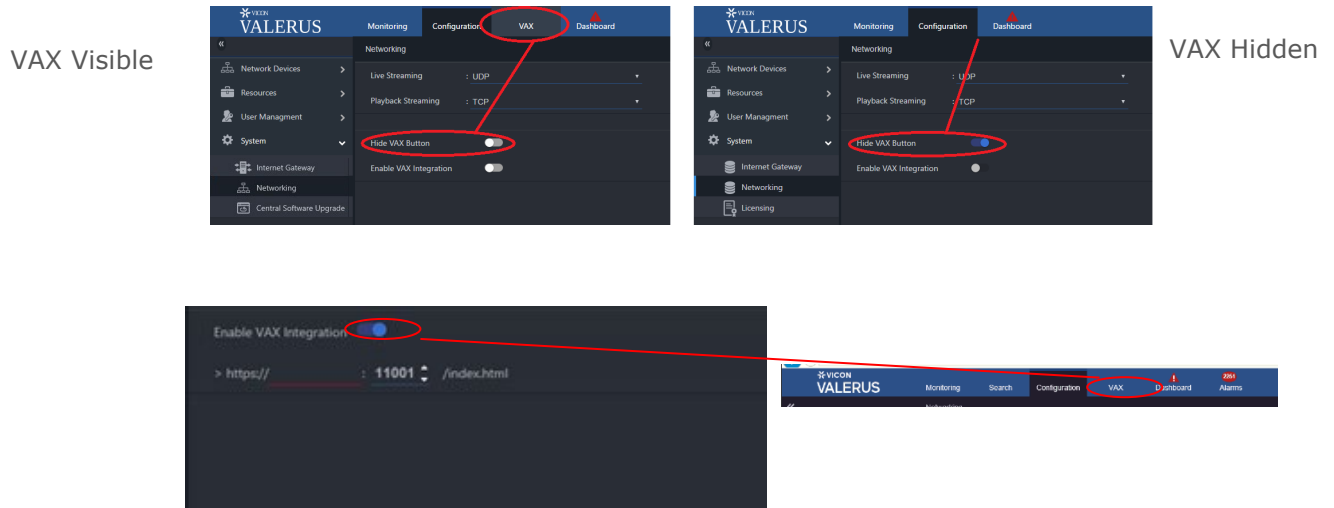 VAX Visible
VICON
VALERUS
Monitoring Configuration VAX Dashboard
«
Networking
Network Devices
Resources
User Managment
System
Internet Gateway
Networking
Central Software Upgrade
Live Streaming : UDP
Playback Streaming : TCP
Hide VAX Button
Enable VAX Integration
VICON
VALERUS
Monitoring Configuration Dashboard
«
Networking
Network Devices
Resources
User Managment
System
Internet Gateway
Networking
Licensing
Live Streaming : UDP
Playback Streaming : TCP
Hide VAX Button
Enable VAX Integration
VAX Hidden
Enable VAX Integration
> https:// : 11001 /index.html
VICON
VALERUS
Monitoring Search Configuration VAX Dashboard Alarms
«
Networking